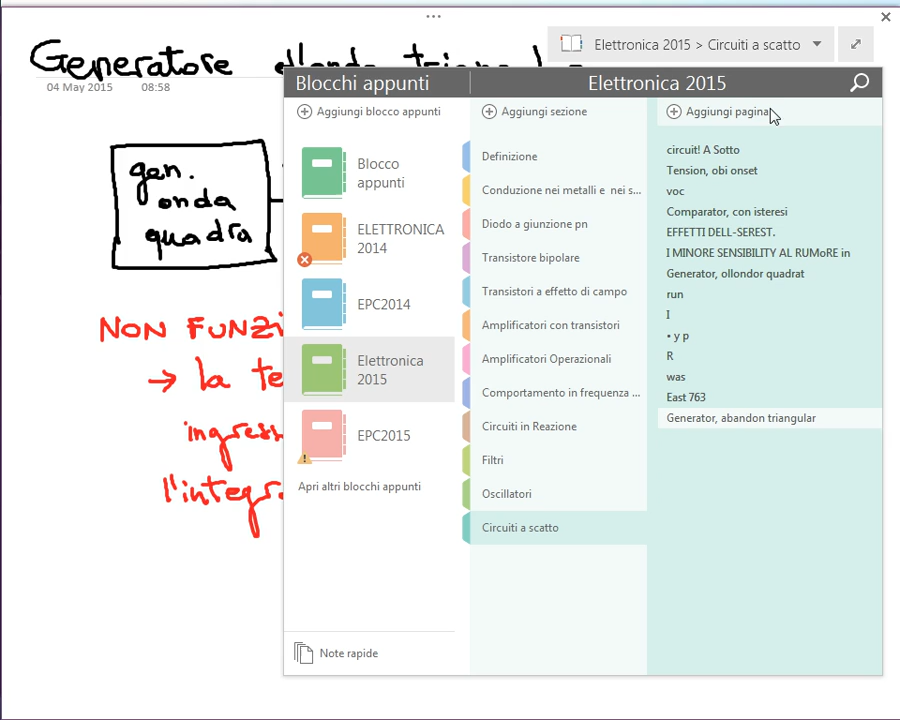 Elettronica 2015 > Circuiti a scatto
Generatore
04 May 2015 08:58
gen.
onda
quadra
NON FUNZI
→ la te
ingress
l'integra
Blocchi appunti
Elettronica 2015
Aggiungi blocco appunti
Blocco
appunti
ELETTRONICA
2014
EPC2014
Elettronica
2015
EPC2015
Apri altri blocchi appunti
Note rapide
Aggiungi sezione
Definizione
Conduzione nei metalli e nei s...
Diodo a giunzione pn
Transistore bipolare
Transistori a effetto di campo
Amplificatori con transistori
Amplificatori Operazionali
Comportamento in frequenza ...
Circuiti in Reazione
Filtri
Oscillatori
Circuiti a scatto
Aggiungi pagina
circuit! A Sotto
Tension, obi onset
voc
Comparator, con isteresi
EFFETTI DELL-SEREST.
I MINORE SENSIBILITY AL RUMoRE in
Generator, ollondor quadrat
run
I
• y p
R
was
East 763
Generator, abandon triangular